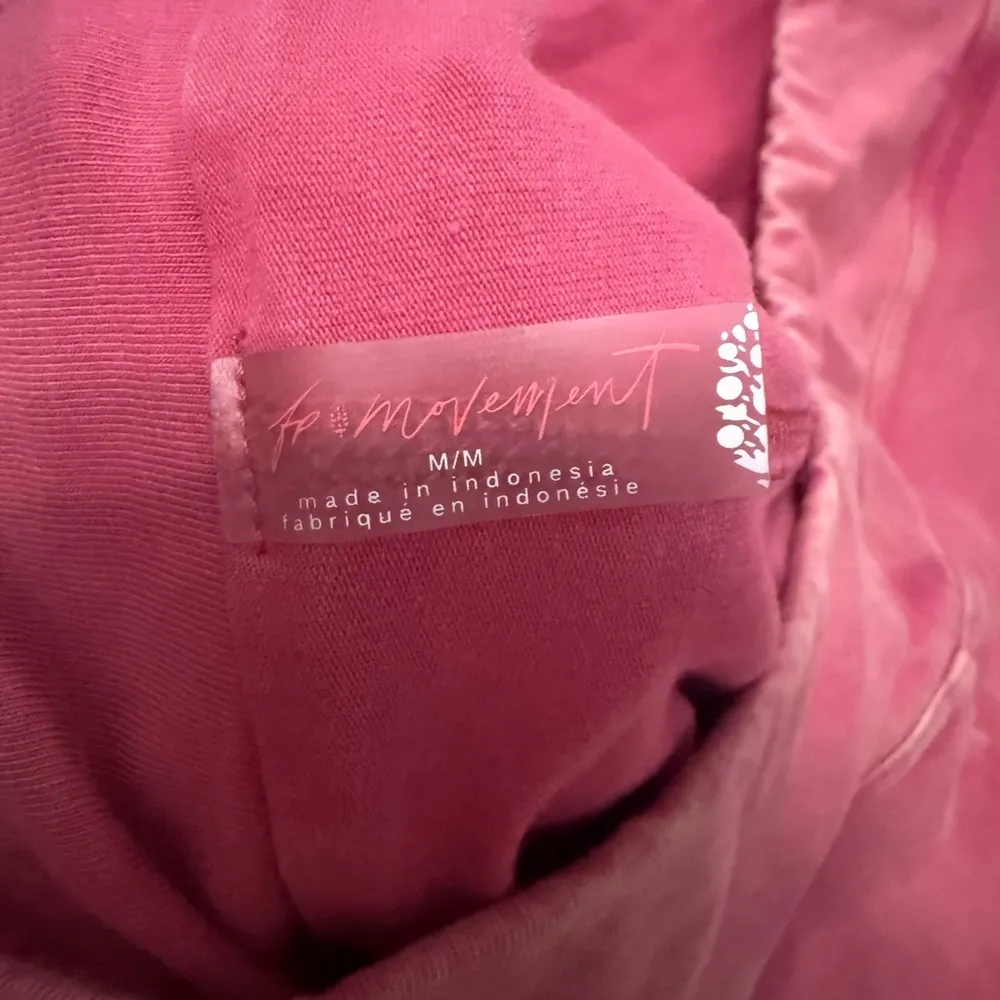 fp movement
M/M
made in indonesia
fabriqué en indonésie